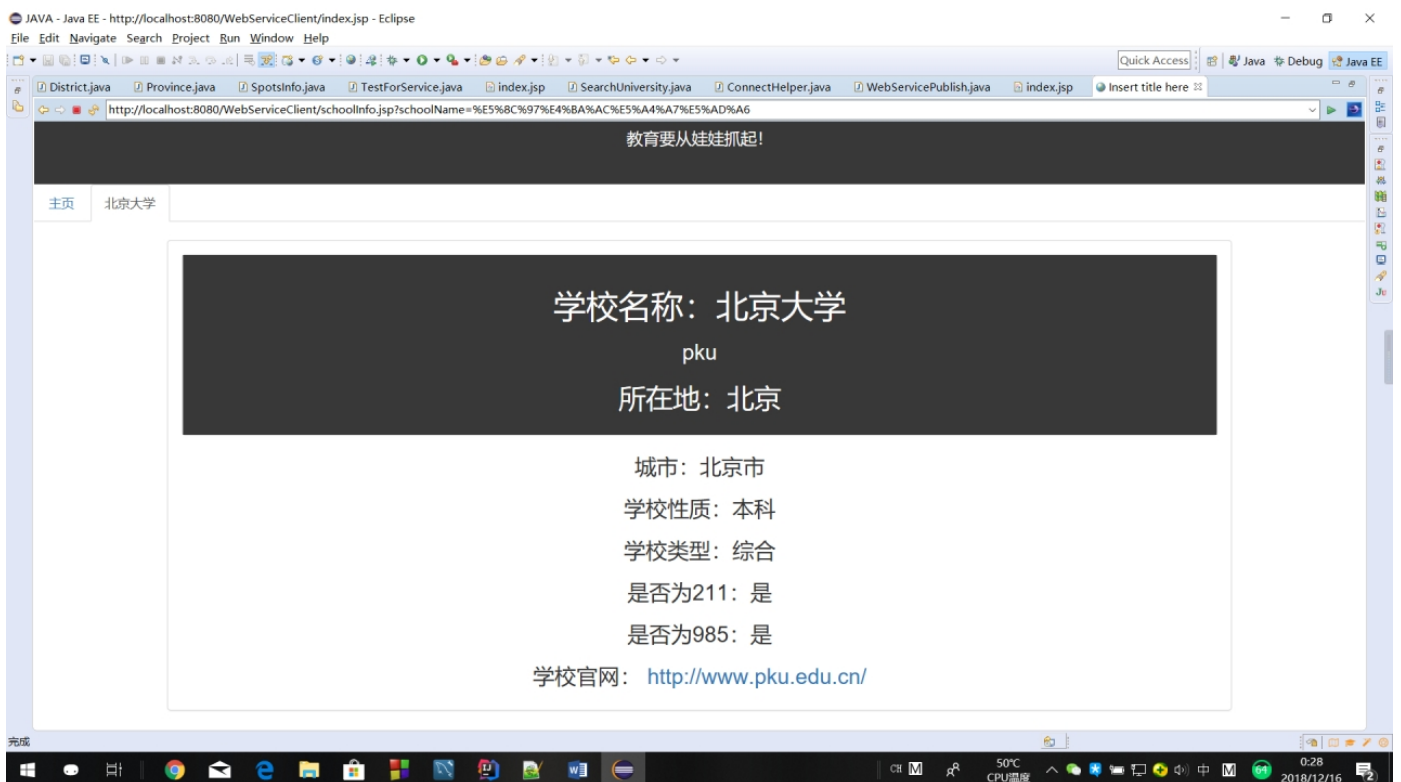 JAVA - Java EE - http://localhost:8080/WebServiceClient/index.jsp - Eclipse
File Edit Navigate Search Project Run Window Help
Quick Access Java Debug Java EE
District.java Province.java SpotsInfo.java TestForService.java index.jsp SearchUniversity.java ConnectHelper.java WebServicePublish.java index.jsp Insert title here
http://localhost:8080/WebServiceClient/schoolInfo.jsp?schoolName=%E5%8C%97%E4%BA%AC%E5%A4%A7%E5%AD%A6
教育要从娃娃抓起!
主页 北京大学
学校名称：北京大学
pku
所在地：北京
城市：北京市
学校性质：本科
学校类型：综合
是否为211：是
是否为985：是
学校官网： http://www.pku.edu.cn/
完成
CH M 50℃ 中 M 64 0:28
CPU温度 2018/12/16